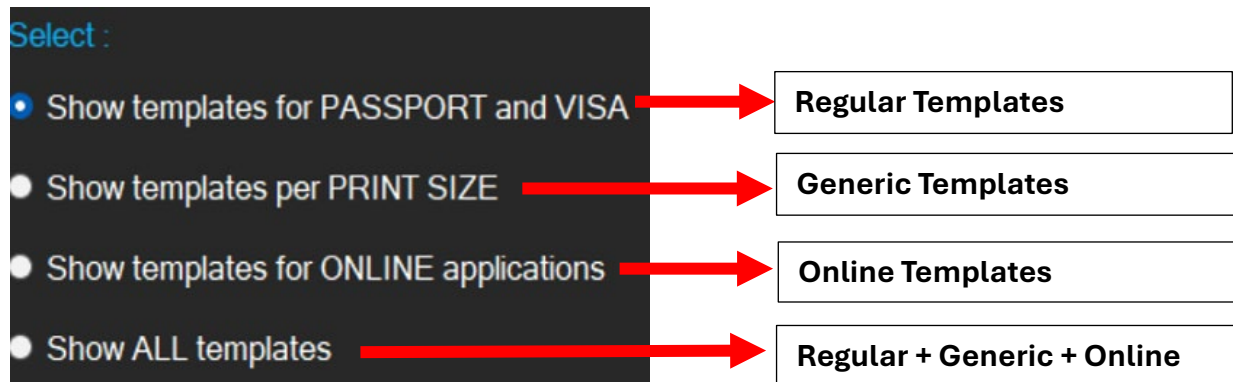 Select :
Show templates for PASSPORT and VISA
Regular Templates
Show templates per PRINT SIZE
Generic Templates
Show templates for ONLINE applications
Online Templates
Show ALL templates
Regular + Generic + Online